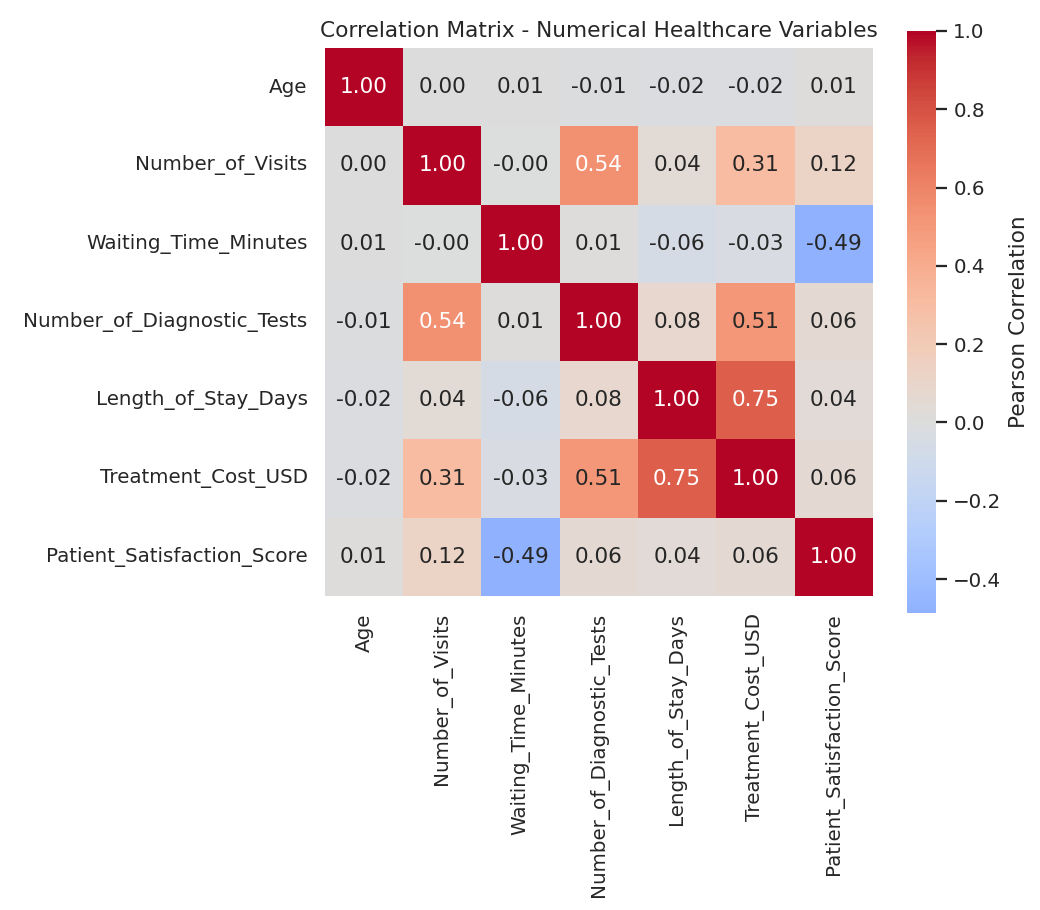 Correlation Matrix - Numerical Healthcare Variables
Age 1.00 0.00 0.01 -0.01 -0.02 -0.02 0.01
Number_of_Visits 0.00 1.00 -0.00 0.54 0.04 0.31 0.12
Waiting_Time_Minutes 0.01 -0.00 1.00 0.01 -0.06 -0.03 -0.49
Number_of_Diagnostic_Tests -0.01 0.54 0.01 1.00 0.08 0.51 0.06
Length_of_Stay_Days -0.02 0.04 -0.06 0.08 1.00 0.75 0.04
Treatment_Cost_USD -0.02 0.31 -0.03 0.51 0.75 1.00 0.06
Patient_Satisfaction_Score 0.01 0.12 -0.49 0.06 0.04 0.06 1.00
Age
Number_of_Visits
Waiting_Time_Minutes
Number_of_Diagnostic_Tests
Length_of_Stay_Days
Treatment_Cost_USD
Patient_Satisfaction_Score
1.0
0.8
0.6
0.4
0.2
0.0
−0.2
−0.4
Pearson Correlation